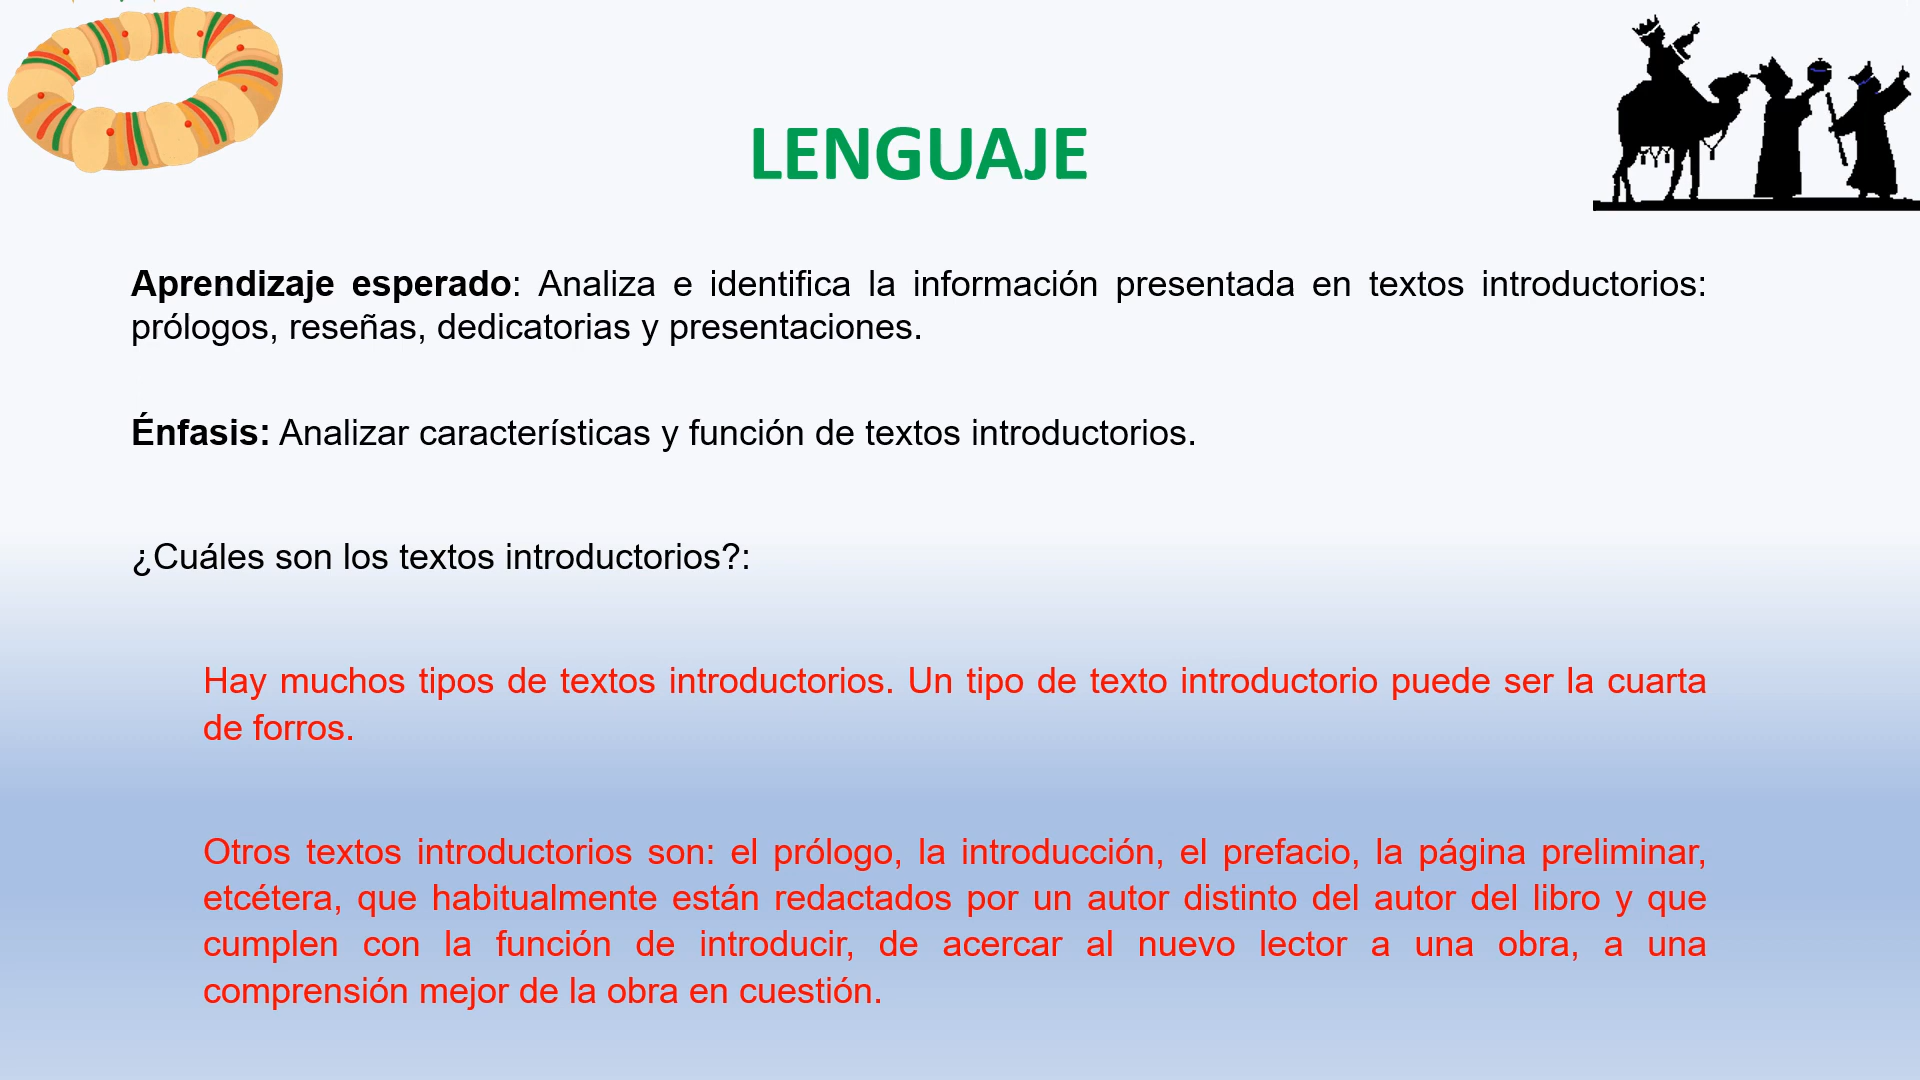 LENGUAJE
Aprendizaje esperado: Analiza e identifica la información presentada en textos introductorios:
prólogos, reseñas, dedicatorias y presentaciones.
Énfasis: Analizar características y función de textos introductorios.
¿Cuáles son los textos introductorios?:
Hay muchos tipos de textos introductorios. Un tipo de texto introductorio puede ser la cuarta
de forros.
Otros textos introductorios son: el prólogo, la introducción, el prefacio, la página preliminar,
etcétera, que habitualmente están redactados por un autor distinto del autor del libro y que
cumplen con la función de introducir, de acercar al nuevo lector a una obra, a una
comprensión mejor de la obra en cuestión.